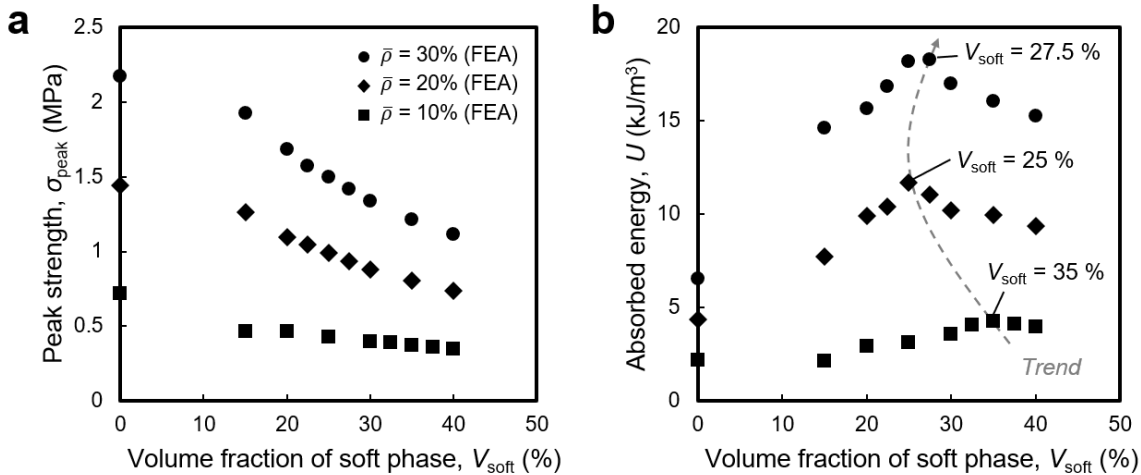 a
2.5
2
1.5
1
0.5
0
0 10 20 30 40 50
Peak strength, σpeak (MPa)
Volume fraction of soft phase, Vsoft (%)
ρ̄ = 30% (FEA)
ρ̄ = 20% (FEA)
ρ̄ = 10% (FEA)
b
20
15
10
5
0
0 10 20 30 40 50
Absorbed energy, U (kJ/m³)
Volume fraction of soft phase, Vsoft (%)
Vsoft = 27.5 %
Vsoft = 25 %
Vsoft = 35 %
Trend